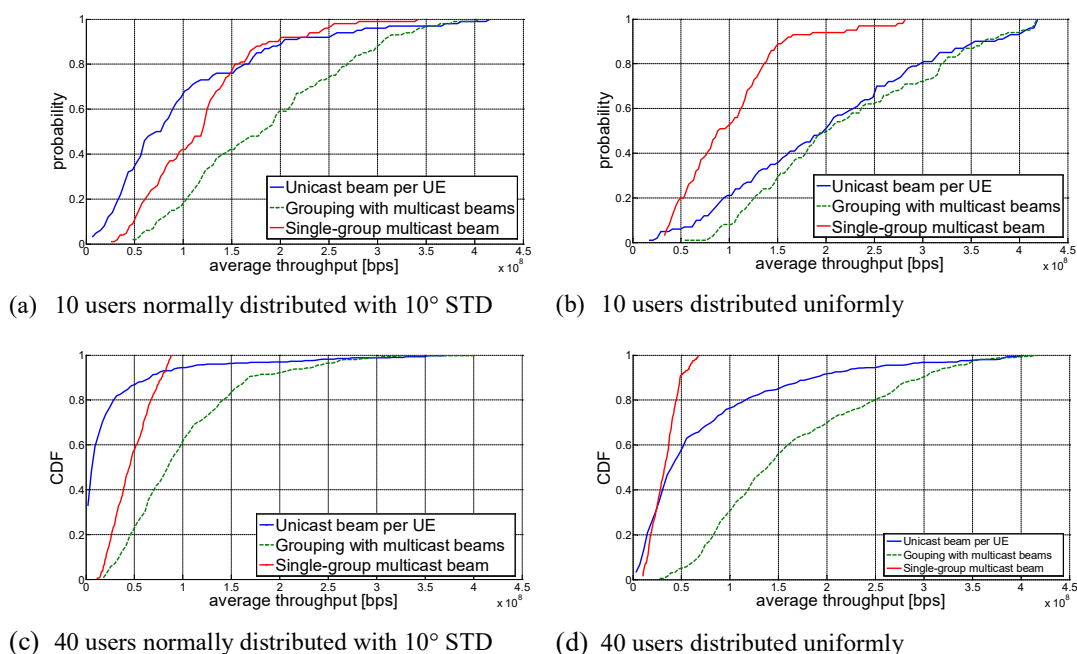 1
0.8
0.6
0.4
0.2
0
probability
0 0.5 1 1.5 2 2.5 3 3.5 4 4.5
average throughput [bps]
x 10^8
Unicast beam per UE
Grouping with multicast beams
Single-group multicast beam
(a) 10 users normally distributed with 10° STD
1
0.8
0.6
0.4
0.2
0
probability
0 0.5 1 1.5 2 2.5 3 3.5 4 4.5
average throughput [bps]
x 10^8
Unicast beam per UE
Grouping with multicast beams
Single-group multicast beam
(b) 10 users distributed uniformly
1
0.8
0.6
0.4
0.2
0
CDF
0 0.5 1 1.5 2 2.5 3 3.5 4 4.5
average throughput [bps]
x 10^8
Unicast beam per UE
Grouping with multicast beams
Single-group multicast beam
(c) 40 users normally distributed with 10° STD
1
0.8
0.6
0.4
0.2
0
CDF
0 0.5 1 1.5 2 2.5 3 3.5 4 4.5
average throughput [bps]
x 10^8
Unicast beam per UE
Gouping with multicast beams
Single-group multicast beam
(d) 40 users distributed uniformly